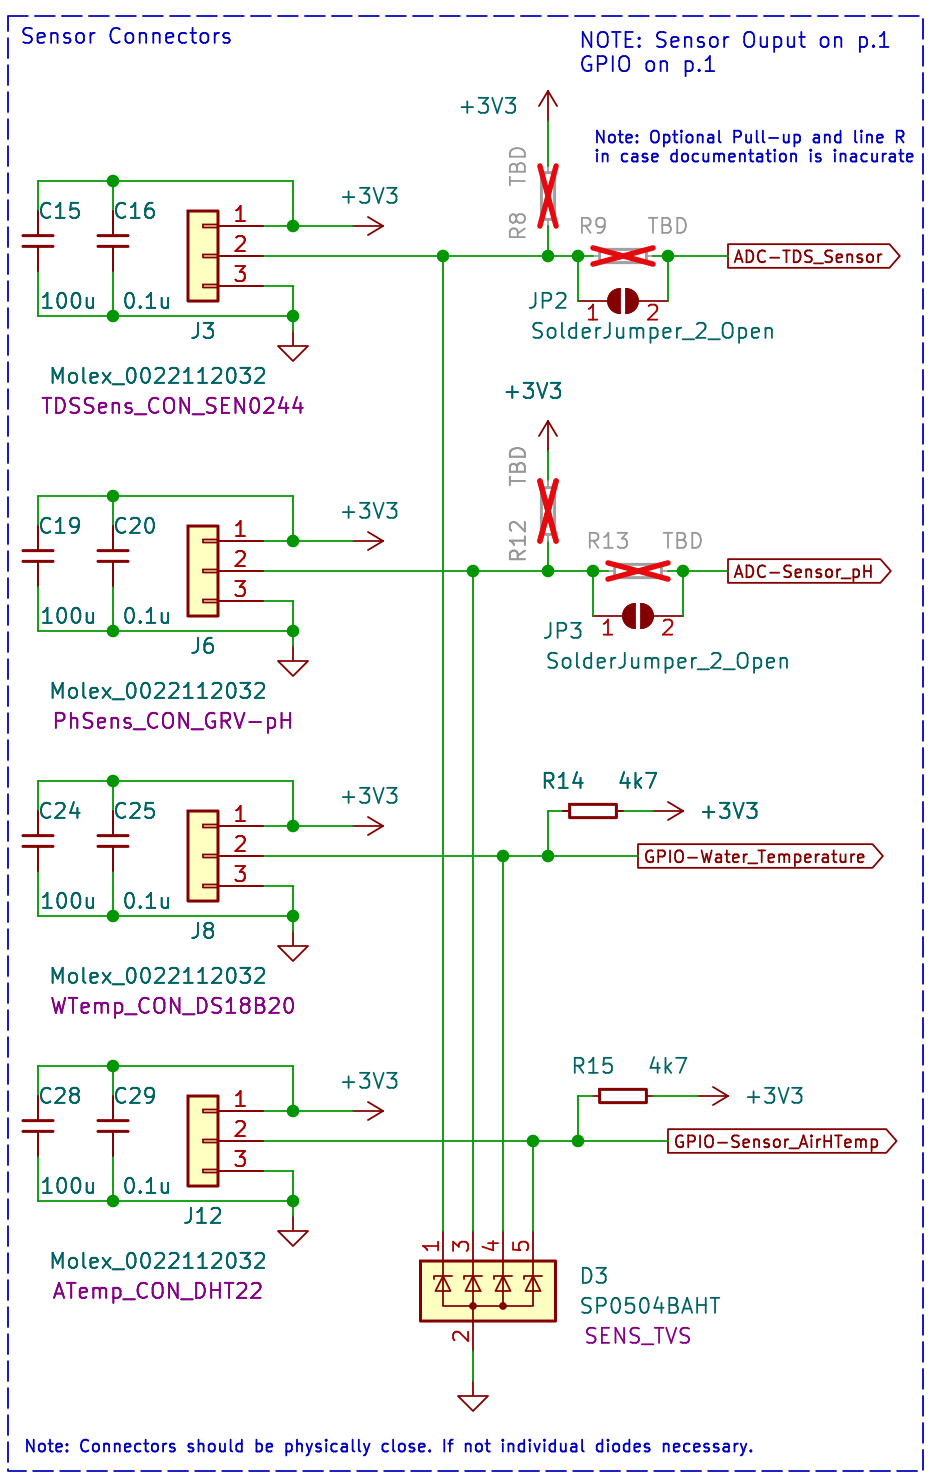 Sensor Connectors
NOTE: Sensor Ouput on p.1
GPIO on p.1
+3V3
Note: Optional Pull-up and line R
in case documentation is inacurate
TBD
R8
C15
C16
100u
0.1u
1
2
3
J3
+3V3
R9
TBD
ADC-TDS_Sensor
JP2
1
2
SolderJumper_2_Open
Molex_0022112032
TDSSens_CON_SEN0244
+3V3
TBD
R12
C19
C20
100u
0.1u
1
2
3
J6
+3V3
R13
TBD
ADC-Sensor_pH
JP3
1
2
SolderJumper_2_Open
Molex_0022112032
PhSens_CON_GRV-pH
C24
C25
100u
0.1u
1
2
3
J8
+3V3
R14
4k7
+3V3
GPIO-Water_Temperature
Molex_0022112032
WTemp_CON_DS18B20
C28
C29
100u
0.1u
1
2
3
J12
+3V3
R15
4k7
+3V3
GPIO-Sensor_AirHTemp
Molex_0022112032
ATemp_CON_DHT22
1
3
4
5
2
D3
SP0504BAHT
SENS_TVS
Note: Connectors should be physically close. If not individual diodes necessary.